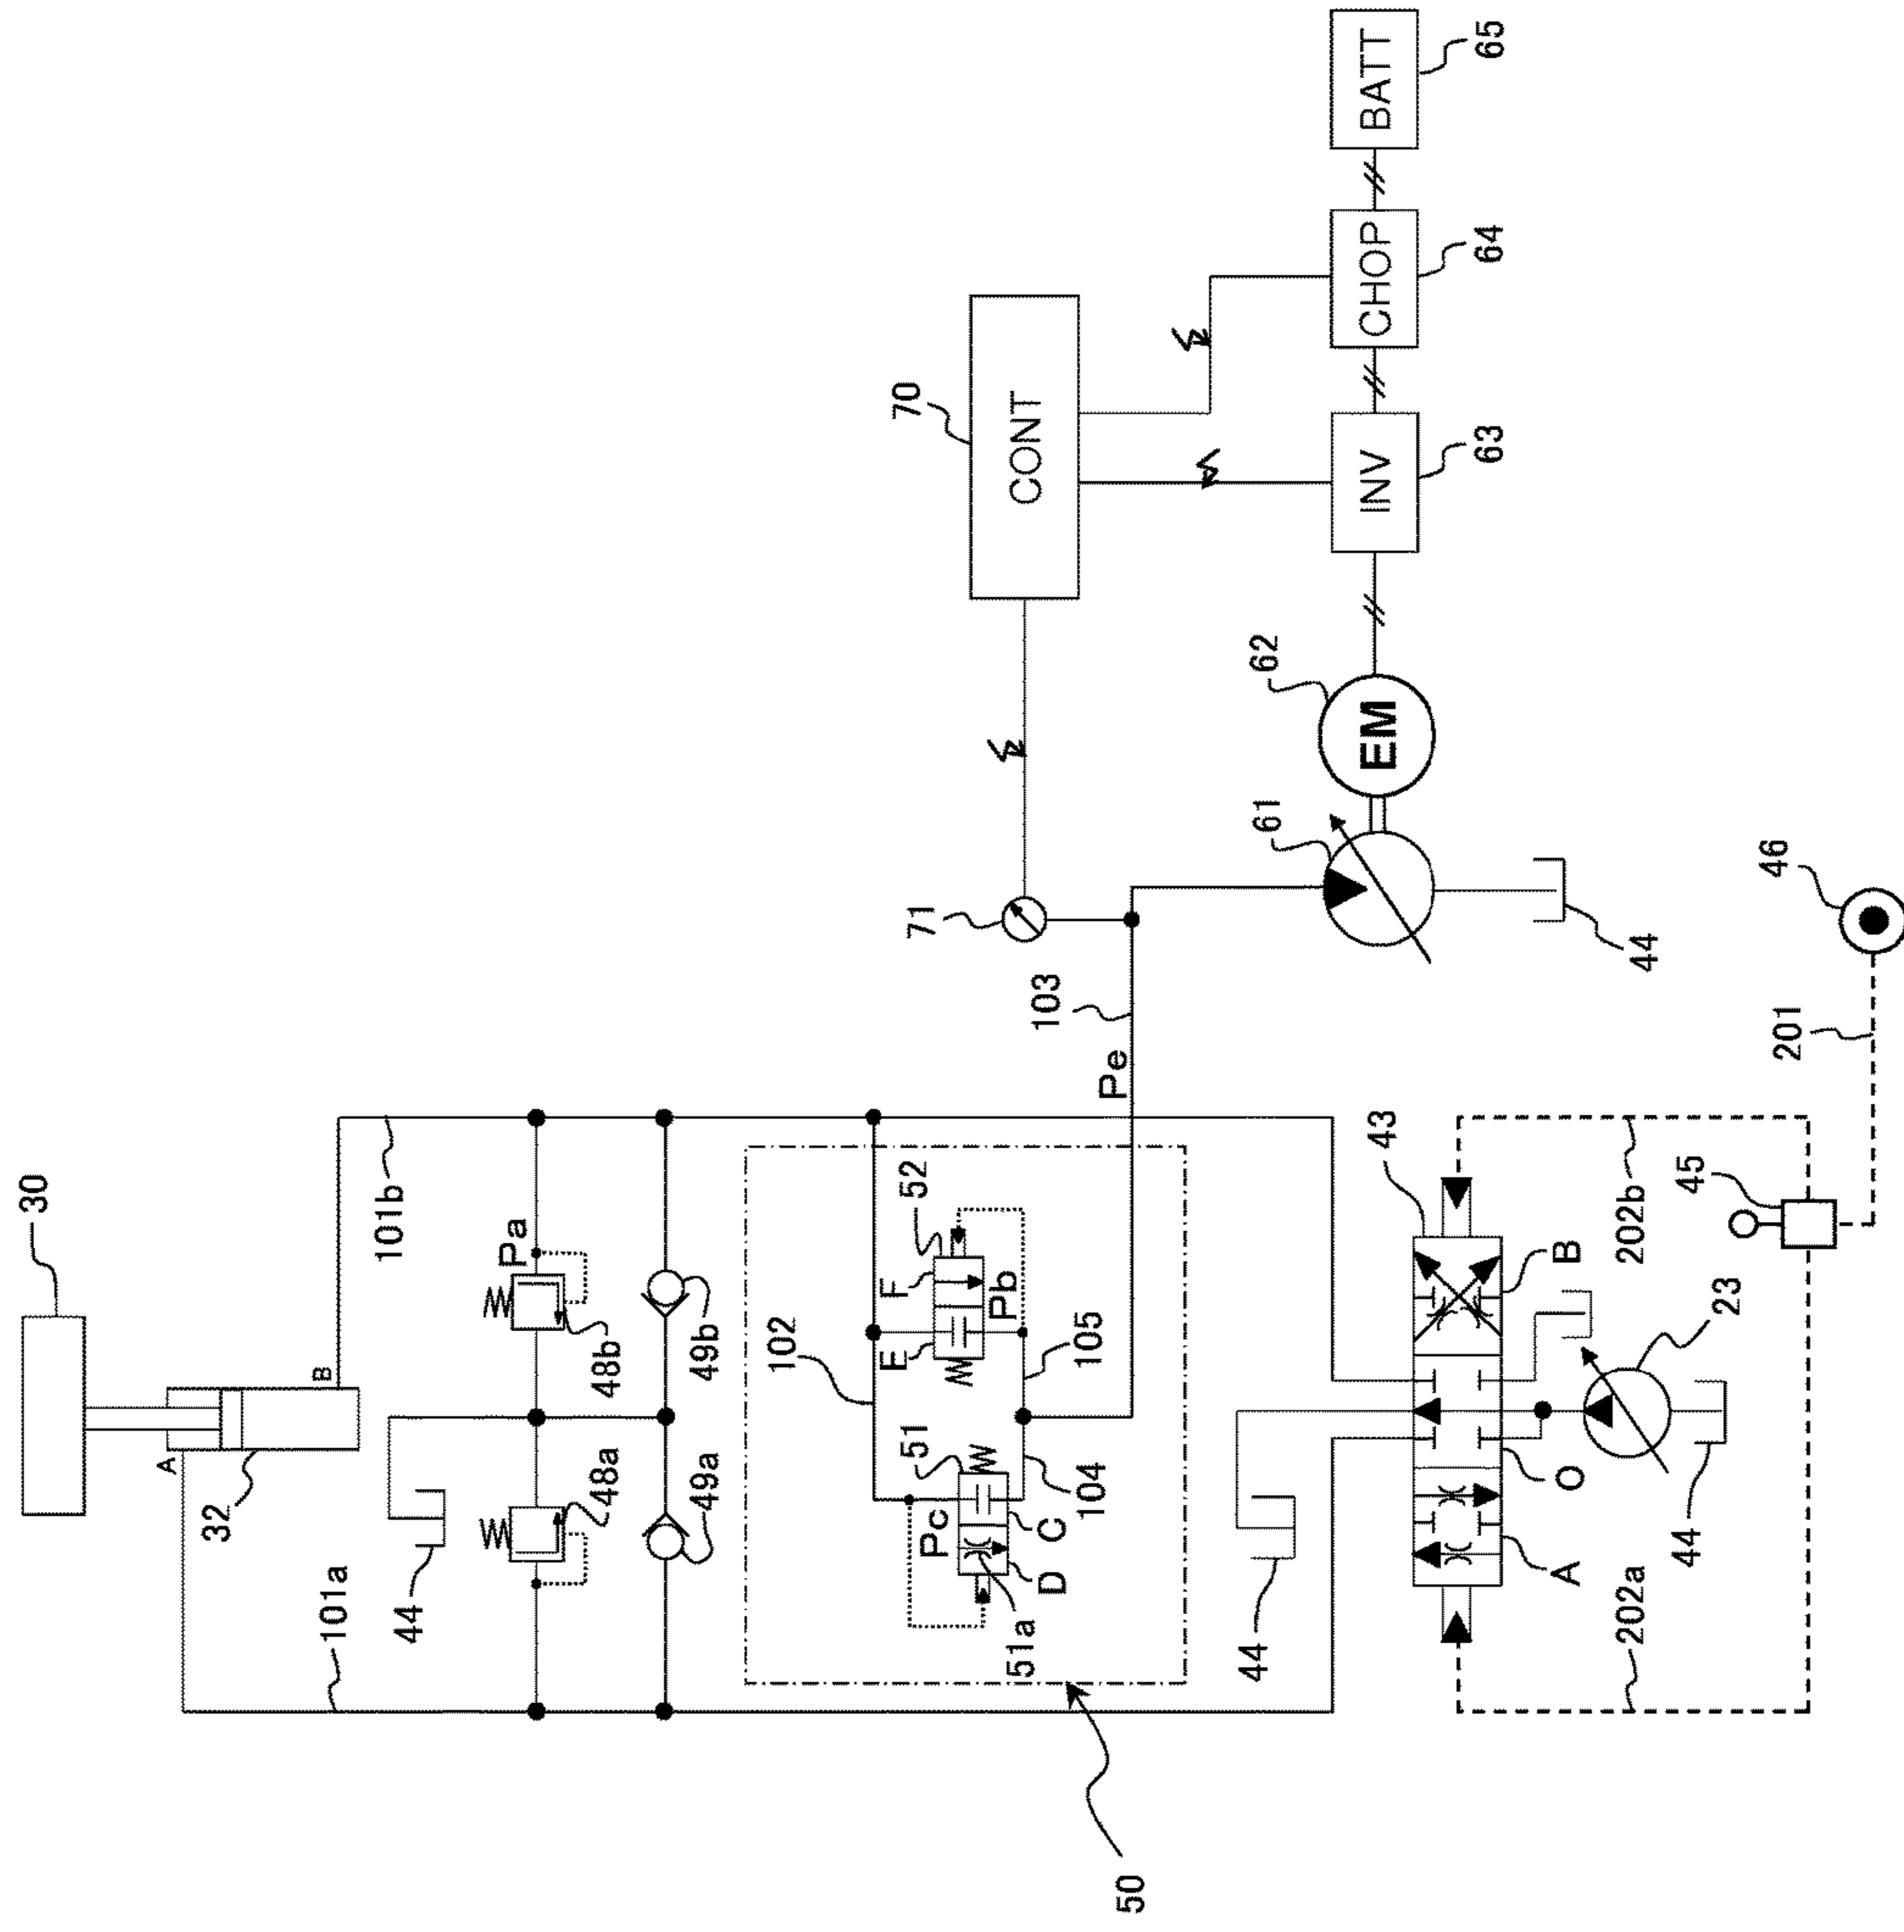 30
A
B
32
101a
101b
44
48a
48b
Pa
49a
49b
50
102
51
51a
Pc
C
D
52
E
F
Pb
104
105
Pe
103
71
70
CONT
61
62
EM
44
INV
63
CHOP
64
BATT
65
44
43
A
O
B
23
44
45
46
201
202a
202b